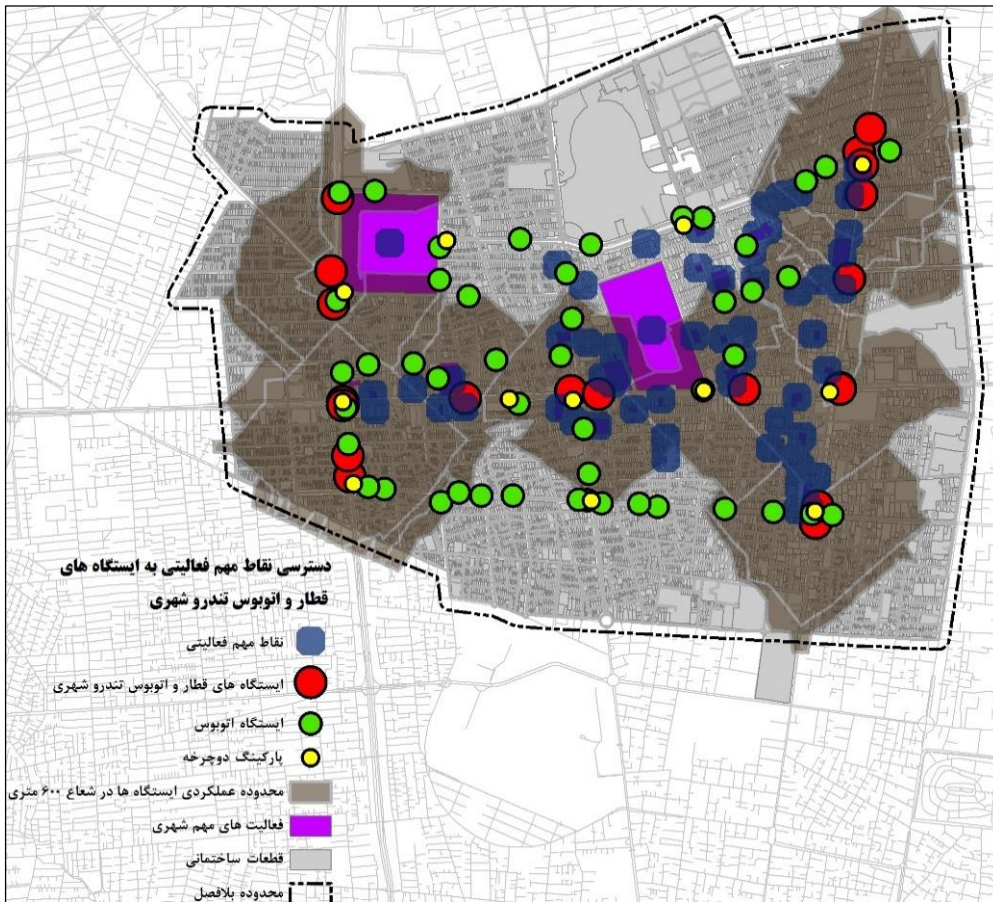 دسترسی نقاط مهم فعالیتی به ایستگاه های
قطار و اتوبوس تندرو شهری
نقاط مهم فعالیتی
ایستگاه های قطار و اتوبوس تندرو شهری
ایستگاه اتوبوس
پارکینگ دوچرخه
محدوده عملکردی ایستگاه ها در شعاع ۶۰۰ متری
فعالیت های مهم شهری
قطعات ساختمانی
محدوده بلافصل